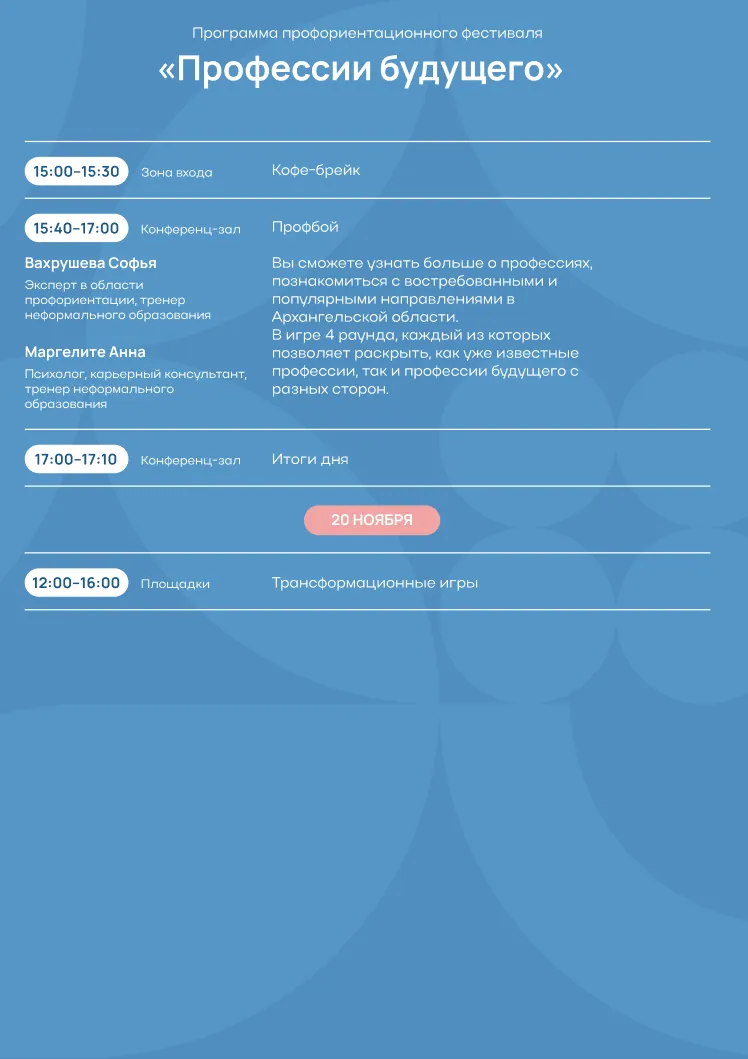 Программа профориентационного фестиваля
«Профессии будущего»
15:00–15:30 Зона входа Кофе-брейк
15:40–17:00 Конференц-зал Профбой
Вахрушева Софья
Эксперт в области
профориентации, тренер
неформального образования
Маргелите Анна
Психолог, карьерный консультант,
тренер неформального
образования
Вы сможете узнать больше о профессиях,
познакомиться с востребованными и
популярными направлениями в
Архангельской области.
В игре 4 раунда, каждый из которых
позволяет раскрыть, как уже известные
профессии, так и профессии будущего с
разных сторон.
17:00–17:10 Конференц-зал Итоги дня
20 НОЯБРЯ
12:00–16:00 Площадки Трансформационные игры